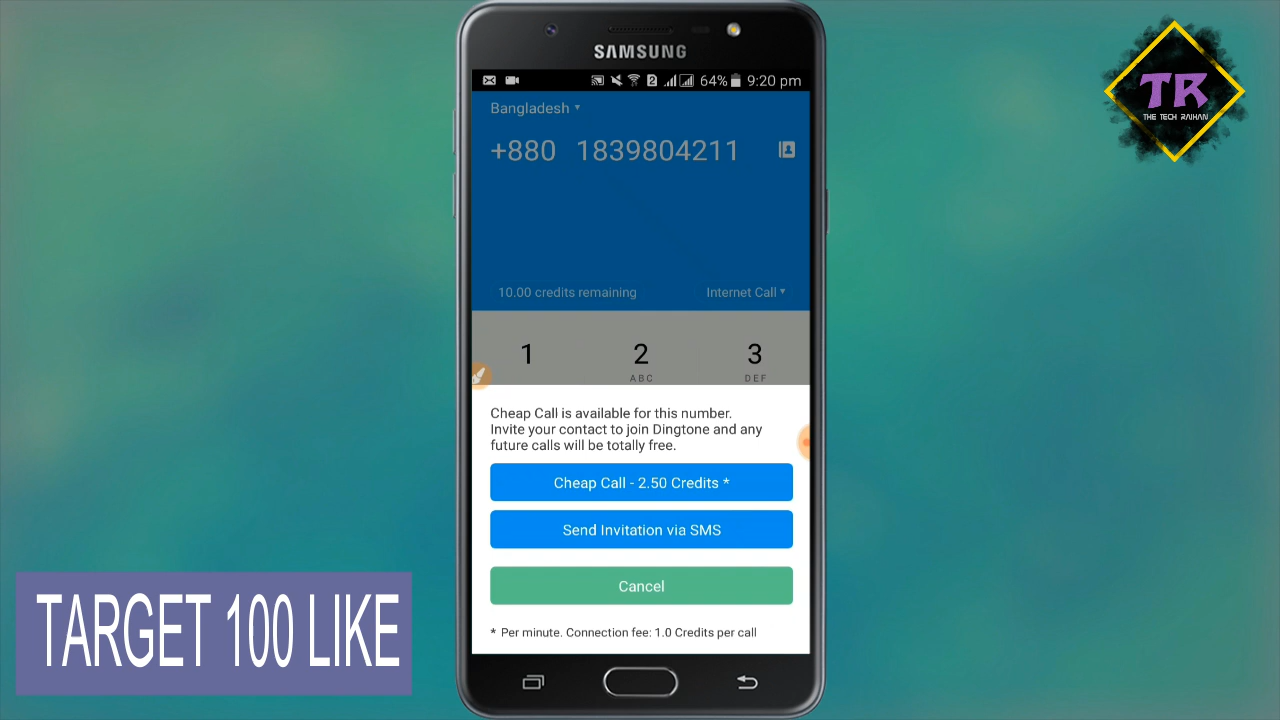 SAMSUNG
2 64% 9:20 pm
Bangladesh
+880 1839804211
10.00 credits remaining Internet Call
1 2 3
ABC DEF
Cheap Call is available for this number.
Invite your contact to join Dingtone and any
future calls will be totally free.
Cheap Call - 2.50 Credits *
Send Invitation via SMS
Cancel
* Per minute. Connection fee: 1.0 Credits per call
TR
THE TECH RAIHAN
TARGET 100 LIKE